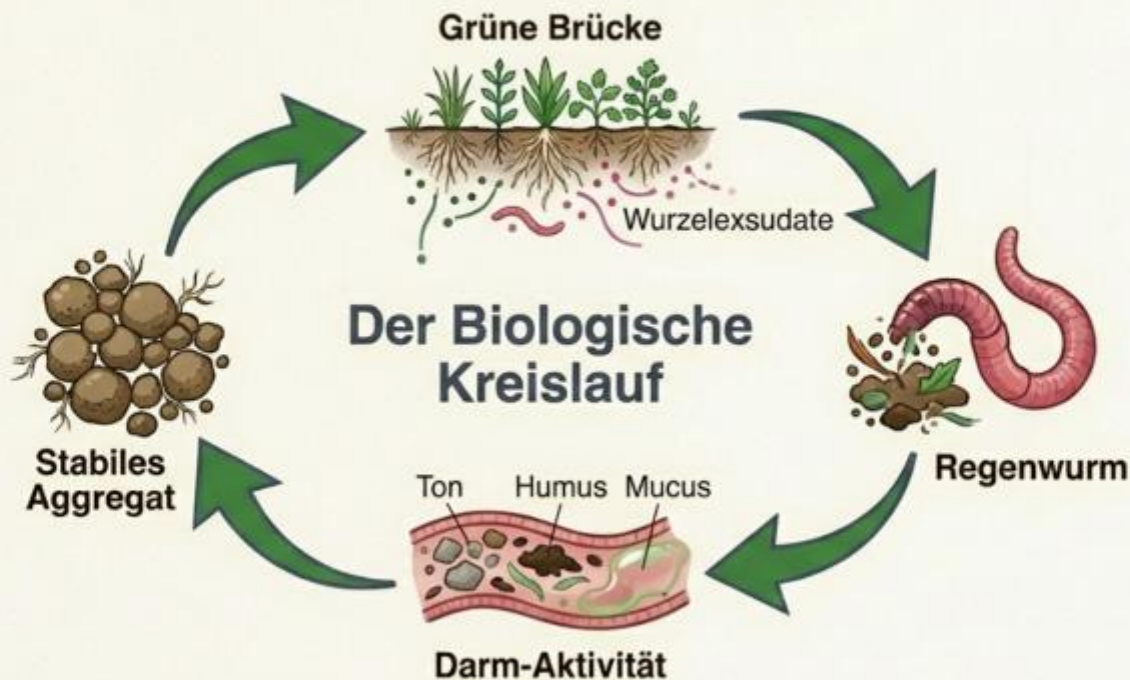 Grüne Brücke
Wurzelexsudate
Der Biologische
Kreislauf
Regenwurm
Stabiles
Aggregat
Ton
Humus
Mucus
Darm-Aktivität